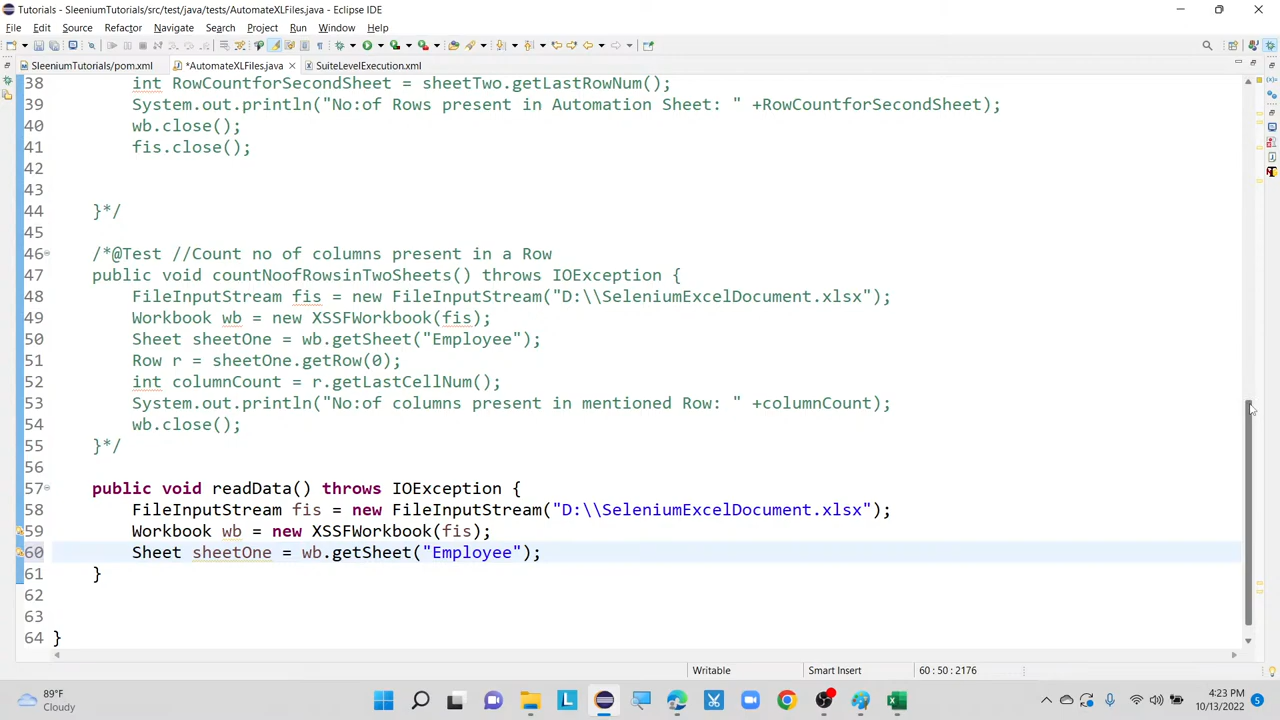 Tutorials - SleeniumTutorials/src/test/java/tests/AutomateXLFiles.java - Eclipse IDE
File Edit Source Refactor Navigate Search Project Run Window Help
SleeniumTutorials/pom.xml *AutomateXLFiles.java SuiteLevelExecution.xml
38 int RowCountforSecondSheet = sheetTwo.getLastRowNum();
39 System.out.println("No:of Rows present in Automation Sheet: " +RowCountforSecondSheet);
40 wb.close();
41 fis.close();
42
43
44 }*/
45
46 /*@Test //Count no of columns present in a Row
47 public void countNoofRowsinTwoSheets() throws IOException {
48 FileInputStream fis = new FileInputStream("D:\\SeleniumExcelDocument.xlsx");
49 Workbook wb = new XSSFWorkbook(fis);
50 Sheet sheetOne = wb.getSheet("Employee");
51 Row r = sheetOne.getRow(0);
52 int columnCount = r.getLastCellNum();
53 System.out.println("No:of columns present in mentioned Row: " +columnCount);
54 wb.close();
55 }*/
56
57 public void readData() throws IOException {
58 FileInputStream fis = new FileInputStream("D:\\SeleniumExcelDocument.xlsx");
59 Workbook wb = new XSSFWorkbook(fis);
60 Sheet sheetOne = wb.getSheet("Employee");
61 }
62
63
64 }
Writable Smart Insert 60 : 50 : 2176
89°F
Cloudy
4:23 PM
10/13/2022
5